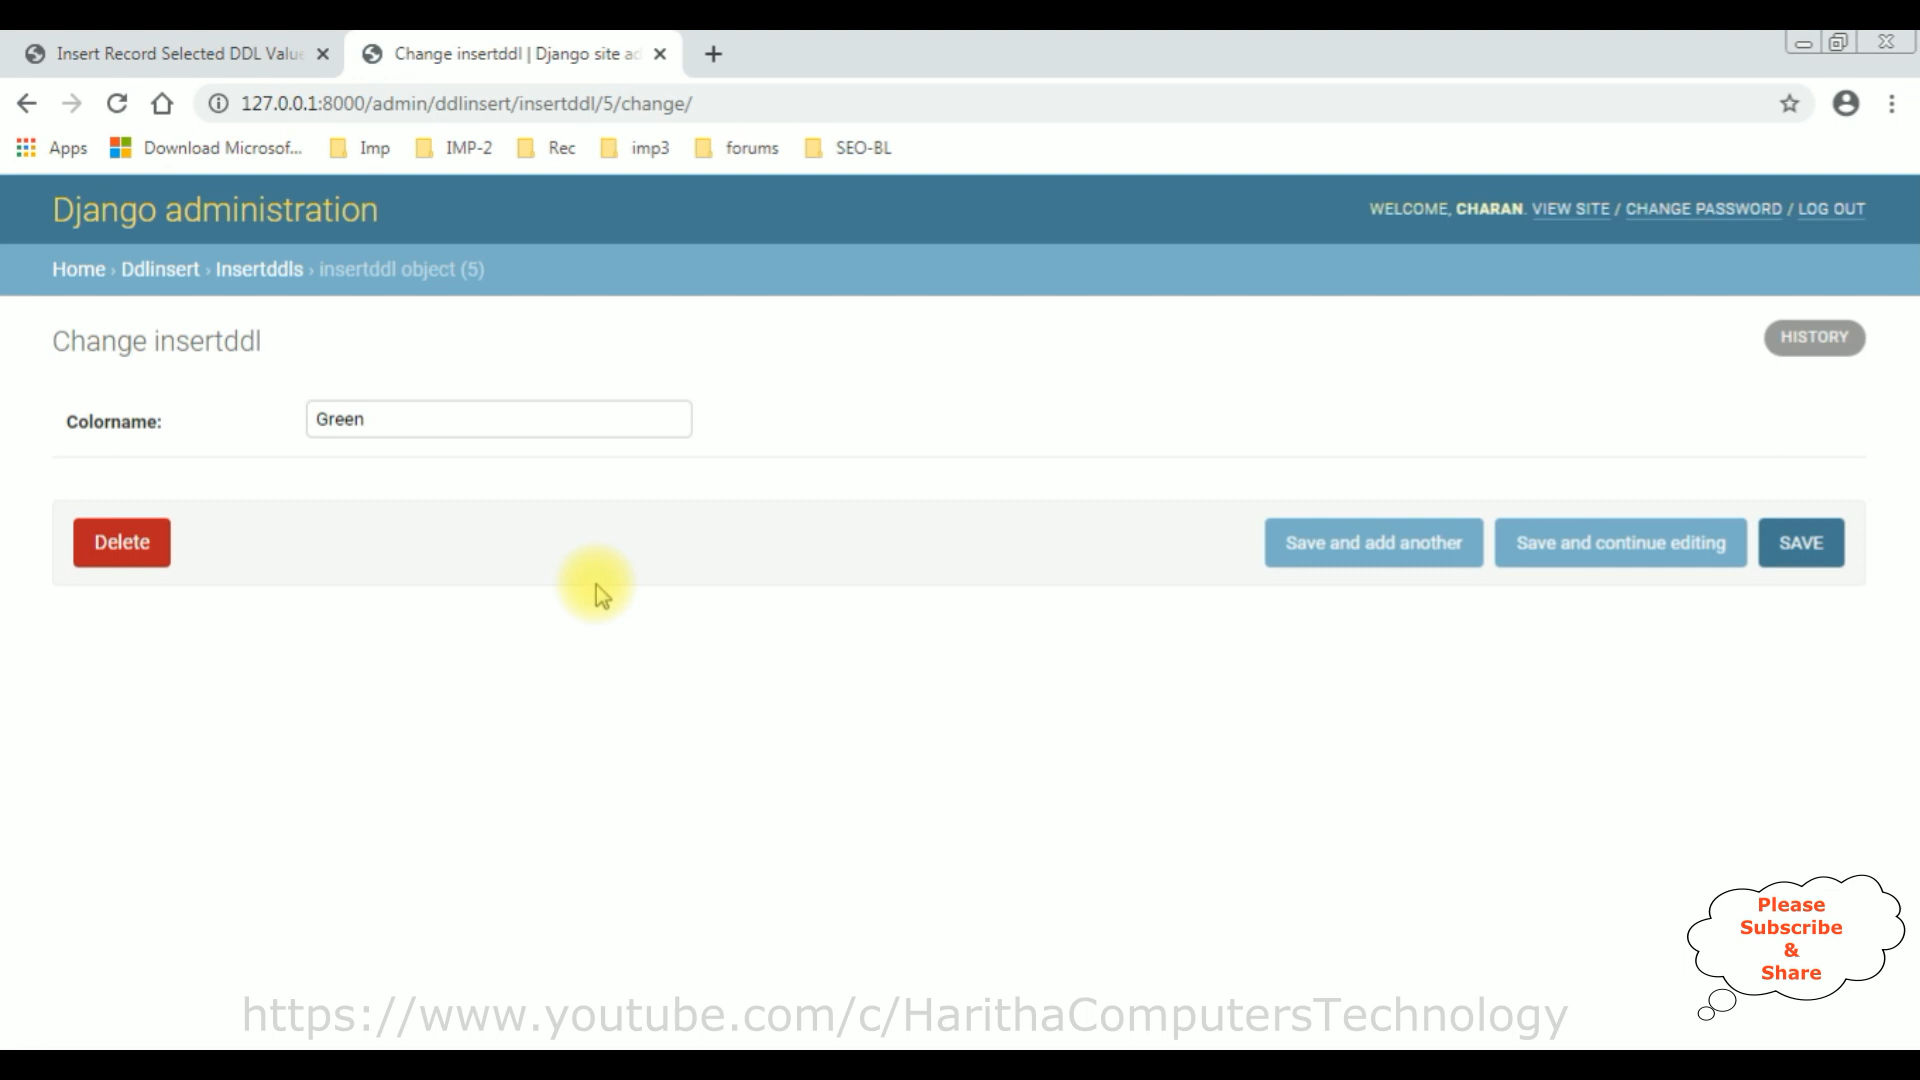 Insert Record Selected DDL Value
Change insertddl | Django site ad
127.0.0.1:8000/admin/ddlinsert/insertddl/5/change/
Apps
Download Microsof...
Imp
IMP-2
Rec
imp3
forums
SEO-BL
Django administration
WELCOME, CHARAN. VIEW SITE / CHANGE PASSWORD / LOG OUT
Home › Ddlinsert › Insertddls › insertddl object (5)
Change insertddl
HISTORY
Colorname:
Green
Delete
Save and add another
Save and continue editing
SAVE
Please
Subscribe
&
Share
https://www.youtube.com/c/HarithaComputersTechnology